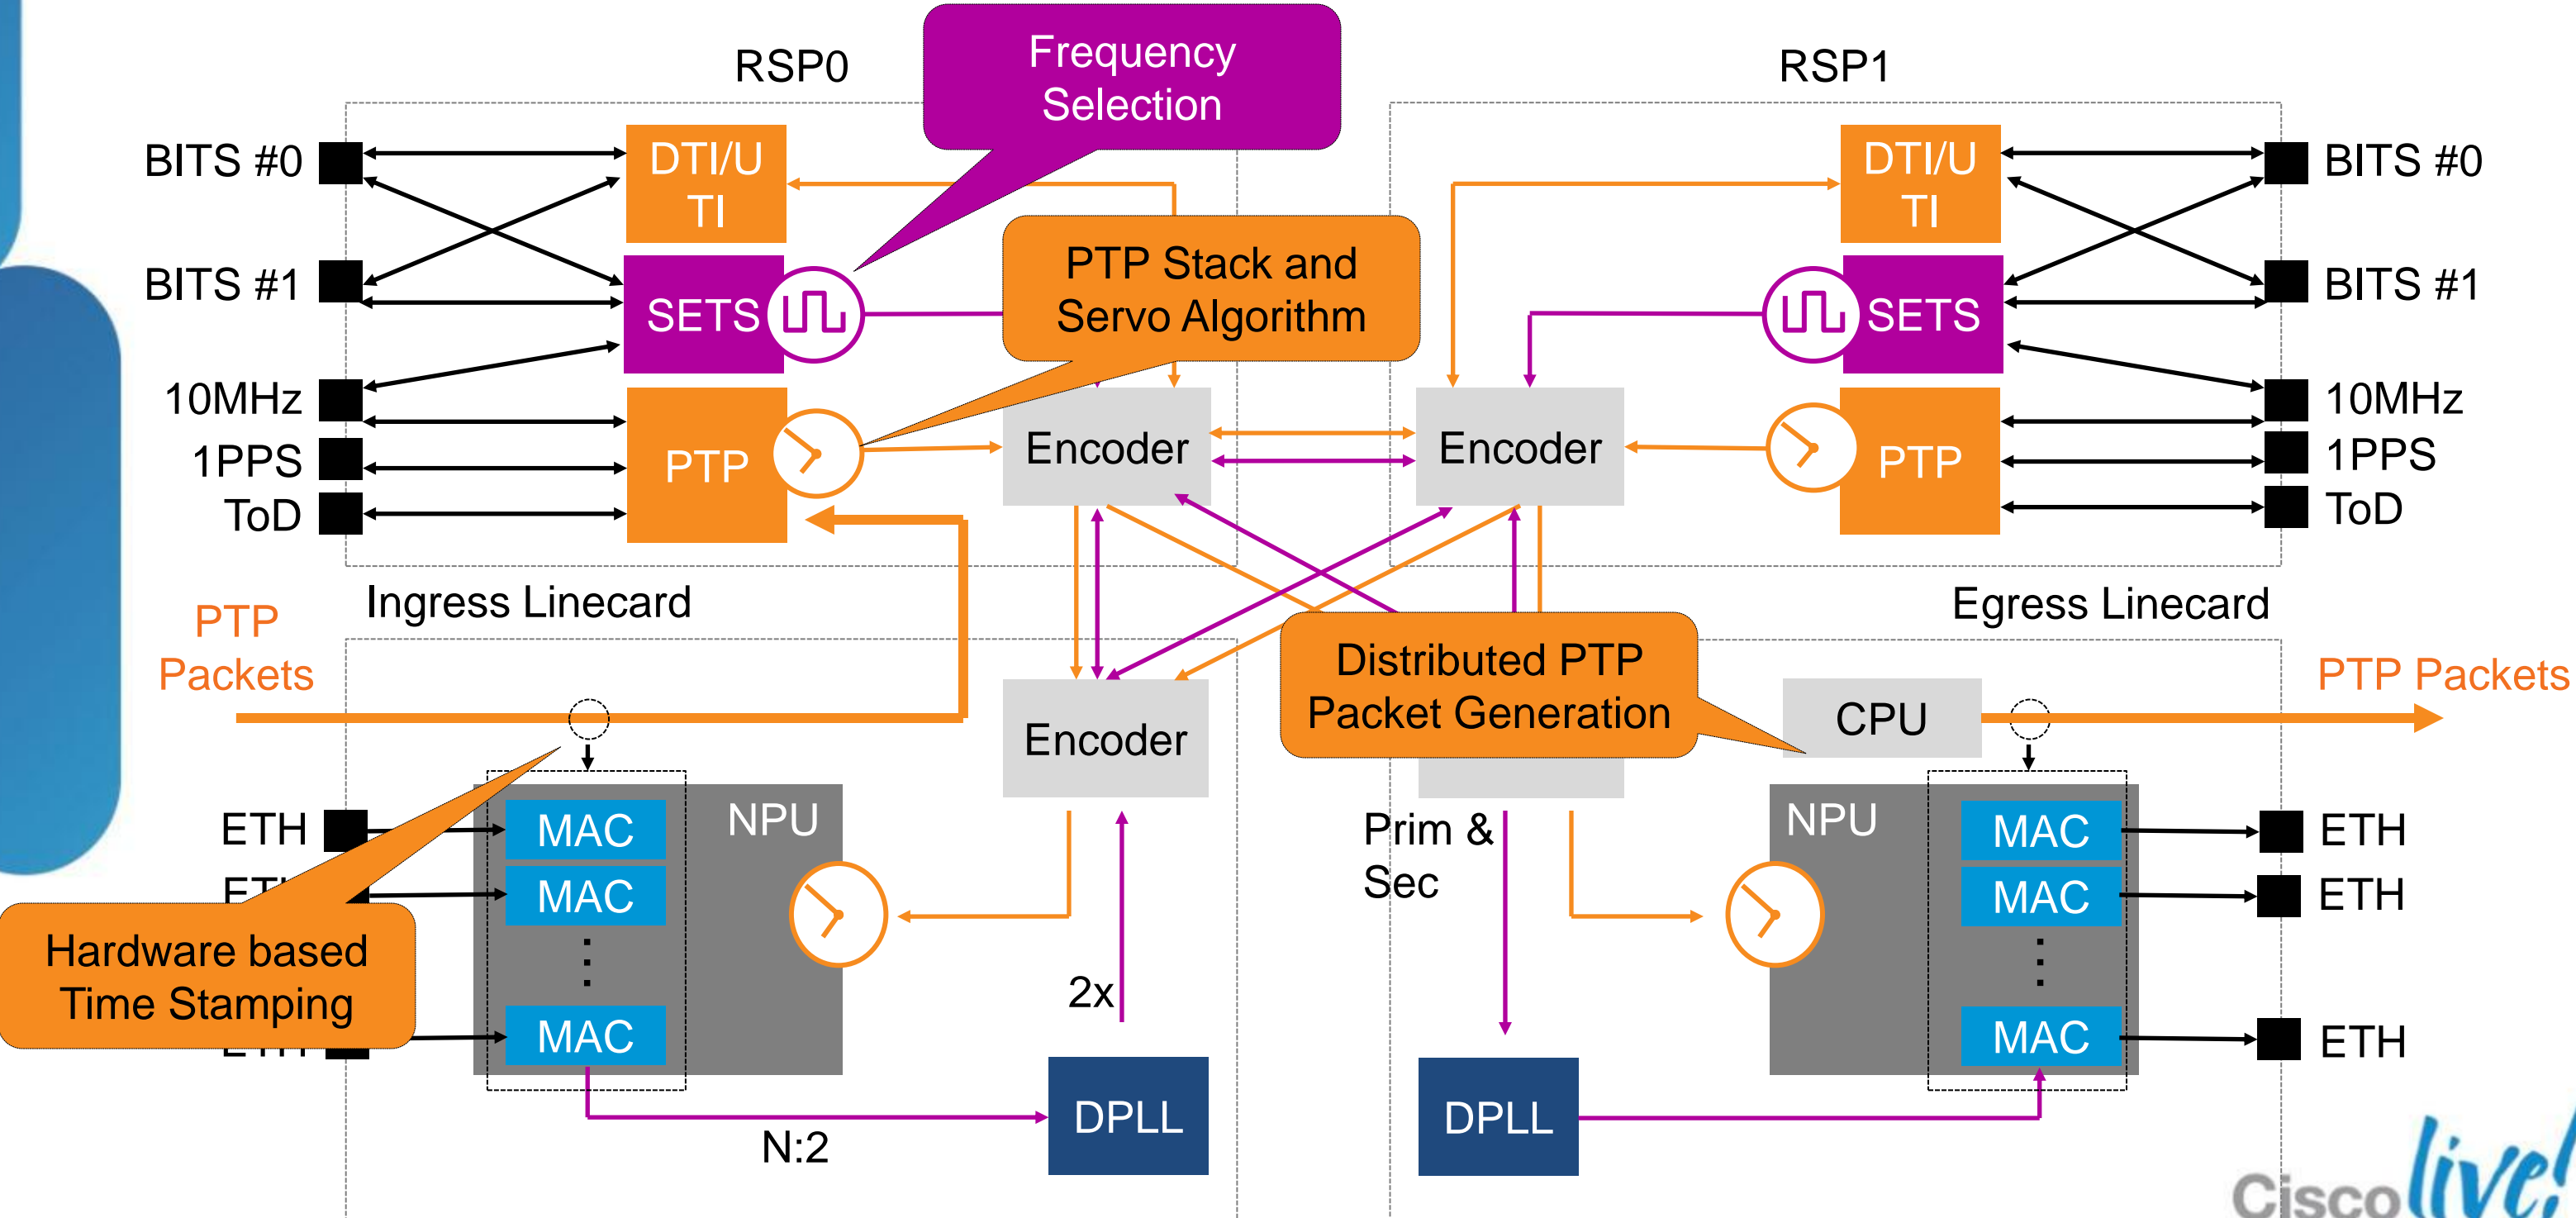 RSP0
Frequency
Selection
RSP1
BITS #0
DTI/U
TI
DTI/U
TI
BITS #0
BITS #1
SETS
PTP Stack and
Servo Algorithm
SETS
BITS #1
10MHz
1PPS
ToD
PTP
Encoder
Encoder
PTP
10MHz
1PPS
ToD
Ingress Linecard
Egress Linecard
PTP
Packets
Distributed PTP
Packet Generation
PTP Packets
Encoder
CPU
ETH
MAC
NPU
Prim &
Sec
NPU
MAC
ETH
MAC
MAC
ETH
Hardware based
Time Stamping
2x
MAC
MAC
ETH
ETH
DPLL
DPLL
N:2
Cisco live!